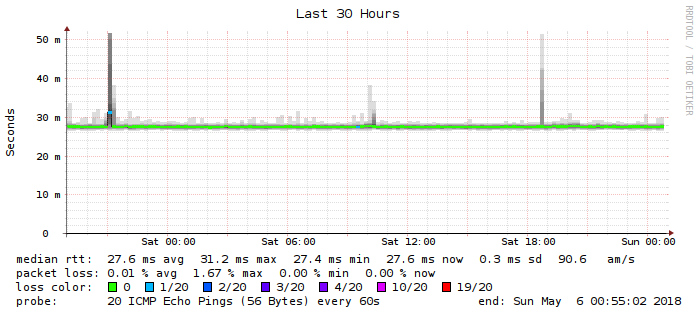 Last 30 Hours
RRDTOOL / TOBI OETIKER
Seconds
50 m
40 m
30 m
20 m
10 m
0
Sat 00:00 Sat 06:00 Sat 12:00 Sat 18:00 Sun 00:00
median rtt: 27.6 ms avg 31.2 ms max 27.4 ms min 27.6 ms now 0.3 ms sd 90.6 am/s
packet loss: 0.01 % avg 1.67 % max 0.00 % min 0.00 % now
loss color: 0 1/20 2/20 3/20 4/20 10/20 19/20
probe: 20 ICMP Echo Pings (56 Bytes) every 60s end: Sun May 6 00:55:02 2018